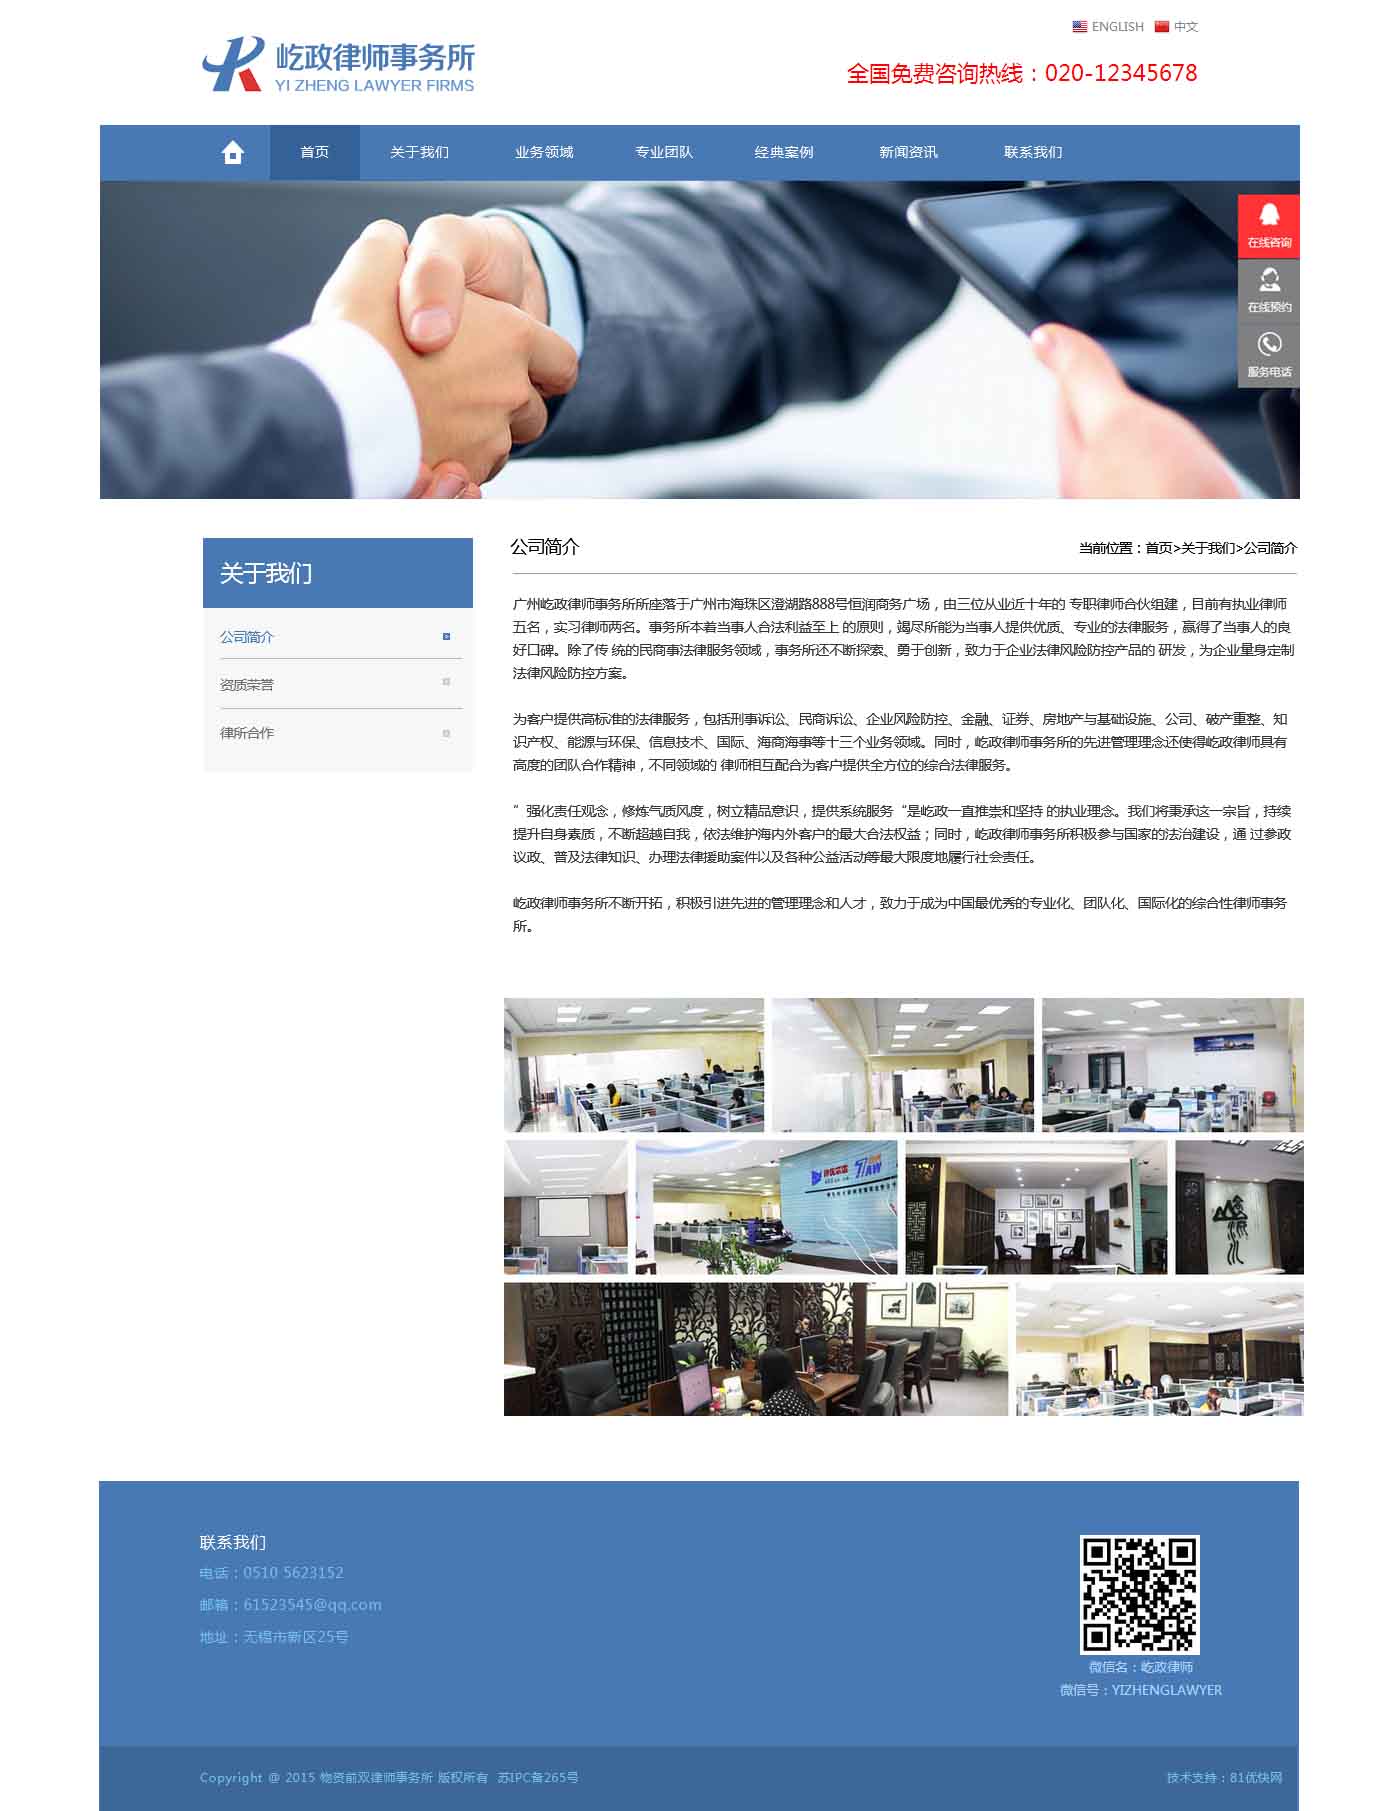 ENGLISH 中文
屹政律师事务所
YI ZHENG LAWYER FIRMS
全国免费咨询热线：020-12345678
首页 关于我们 业务领域 专业团队 经典案例 新闻资讯 联系我们
在线咨询
在线预约
服务电话
关于我们
公司简介
资质荣誉
律所合作
公司简介
当前位置：首页>关于我们>公司简介
广州屹政律师事务所所座落于广州市海珠区澄湖路888号恒润商务广场，由三位从业近十年的 专职律师合伙组建，目前有执业律师
五名，实习律师两名。事务所本着当事人合法利益至上 的原则，竭尽所能为当事人提供优质、专业的法律服务，赢得了当事人的良
好口碑。除了传 统的民商事法律服务领域，事务所还不断探索、勇于创新，致力于企业法律风险防控产品的 研发，为企业量身定制
法律风险防控方案。
为客户提供高标准的法律服务，包括刑事诉讼、民商诉讼、企业风险防控、金融、证券、房地产与基础设施、公司、破产重整、知
识产权、能源与环保、信息技术、国际、海商海事等十三个业务领域。同时，屹政律师事务所的先进管理理念还使得屹政律师具有
高度的团队合作精神，不同领域的 律师相互配合为客户提供全方位的综合法律服务。
”强化责任观念，修炼气质风度，树立精品意识，提供系统服务“是屹政一直推崇和坚持 的执业理念。我们将秉承这一宗旨，持续
提升自身素质，不断超越自我，依法维护海内外客户的最大合法权益；同时，屹政律师事务所积极参与国家的法治建设，通 过参政
议政、普及法律知识、办理法律援助案件以及各种公益活动等最大限度地履行社会责任。
屹政律师事务所不断开拓，积极引进先进的管理理念和人才，致力于成为中国最优秀的专业化、团队化、国际化的综合性律师事务
所。
联系我们
电话：0510 5623152
邮箱：61523545@qq.com
地址：无锡市新区25号
微信名：屹政律师
微信号：YIZHENGLAWYER
Copyright @ 2015 物资前双律师事务所 版权所有 苏IPC备265号
技术支持：81优快网